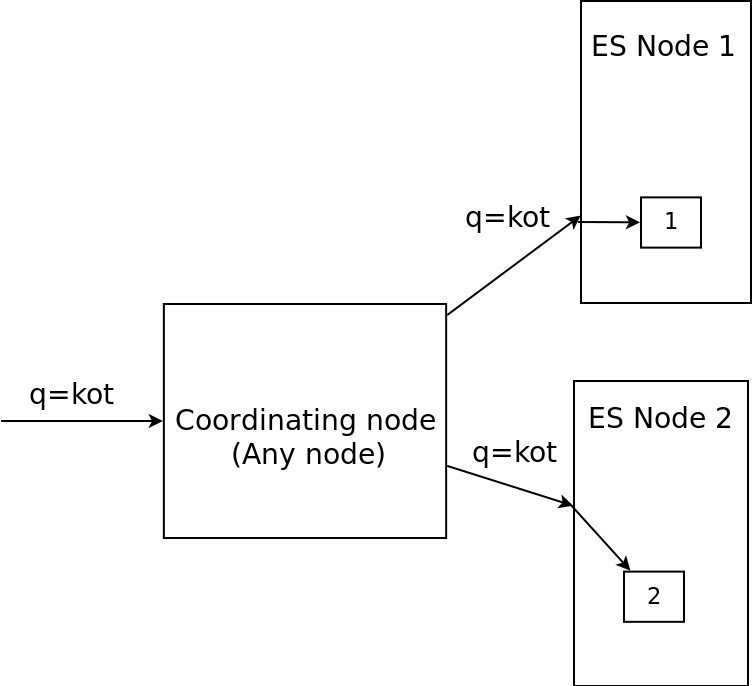 ES Node 1
q=kot
1
q=kot
Coordinating node
(Any node)
ES Node 2
q=kot
2